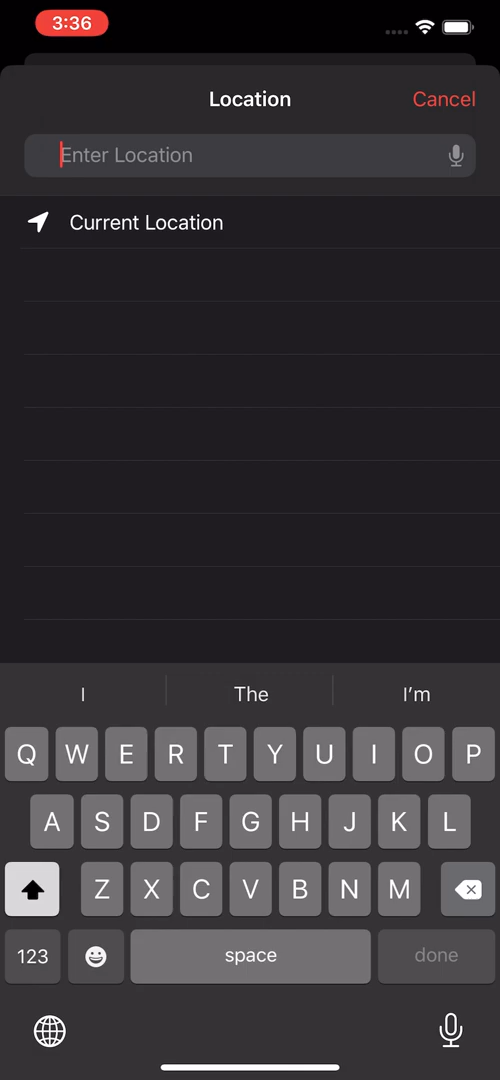 3:36
Location
Cancel
Enter Location
Current Location
I
The
I'm
Q W E R T Y U I O P
A S D F G H J K L
Z X C V B N M
123
space
done